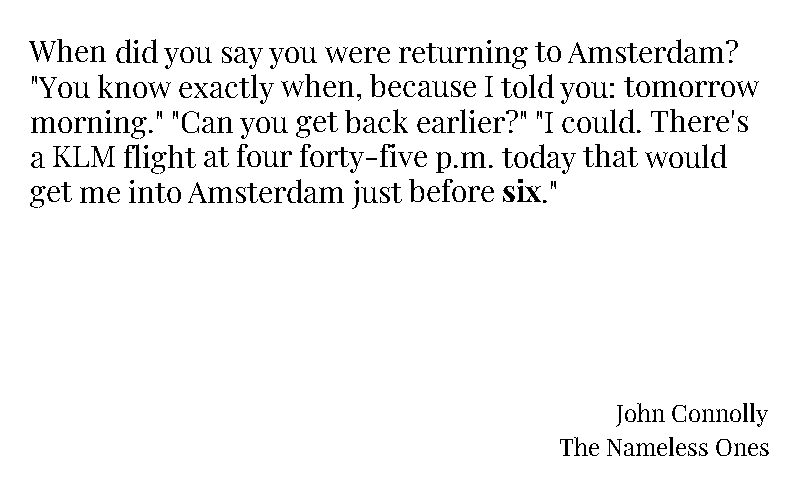 When did you say you were returning to Amsterdam?
"You know exactly when, because I told you: tomorrow
morning." "Can you get back earlier?" "I could. There's
a KLM flight at four forty-five p.m. today that would
get me into Amsterdam just before six."
John Connolly
The Nameless Ones